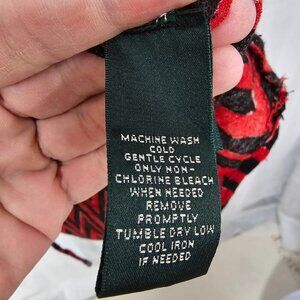 MACHINE WASH
COLD
GENTLE CYCLE
ONLY NON-
CHLORINE BLEACH
WHEN NEEDED
REMOVE
PROMPTLY
TUMBLE DRY LOW
COOL IRON
IF NEEDED